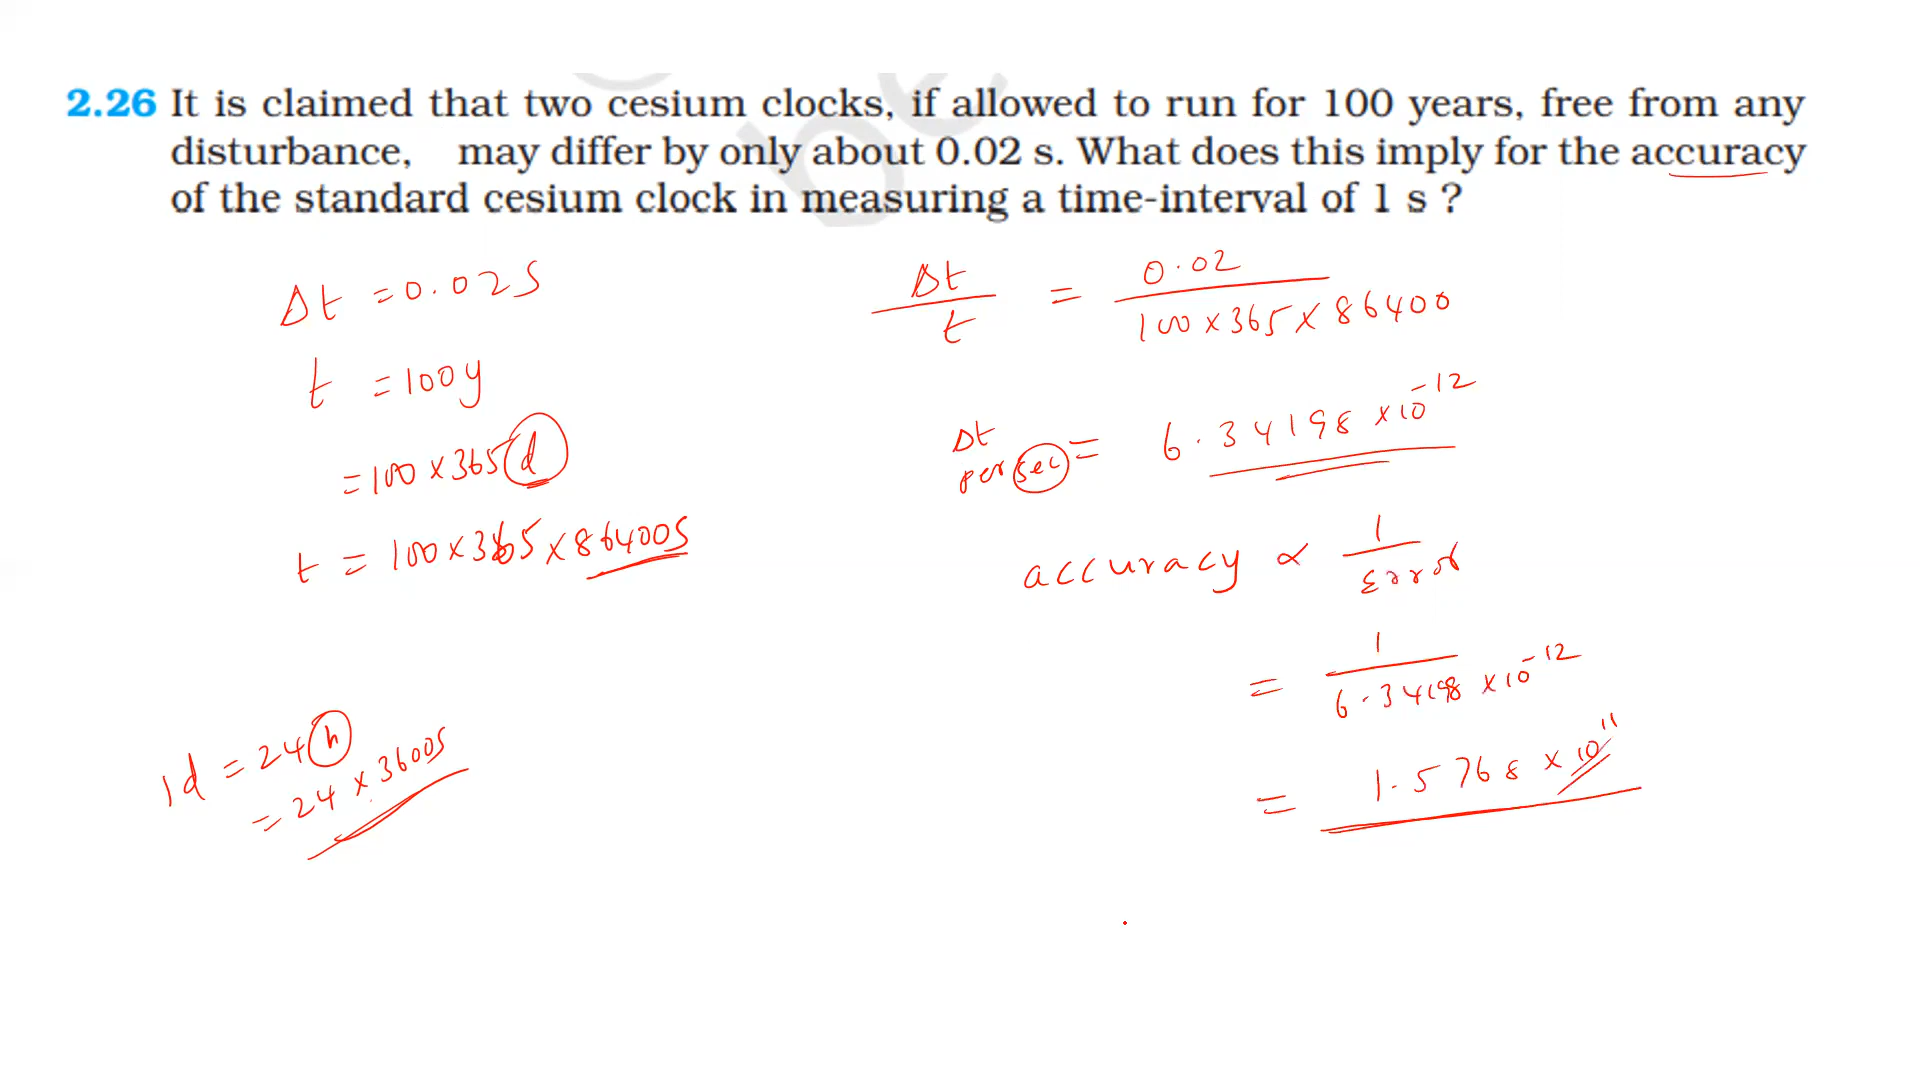 2.26 It is claimed that two cesium clocks, if allowed to run for 100 years, free from any
disturbance, may differ by only about 0.02 s. What does this imply for the accuracy
of the standard cesium clock in measuring a time-interval of 1 s ?
Δt = 0.02 S
t = 100 y
= 100 × 365 d
t = 100 × 365 × 86400 S
1d = 24 h
= 24 × 3600 S
Δt / t = 0.02 / 100 × 365 × 86400
Δt per sec = 6.34198 × 10⁻¹²
accuracy ∝ 1 / Error
= 1 / 6.34198 × 10⁻¹²
= 1.5768 × 10¹¹